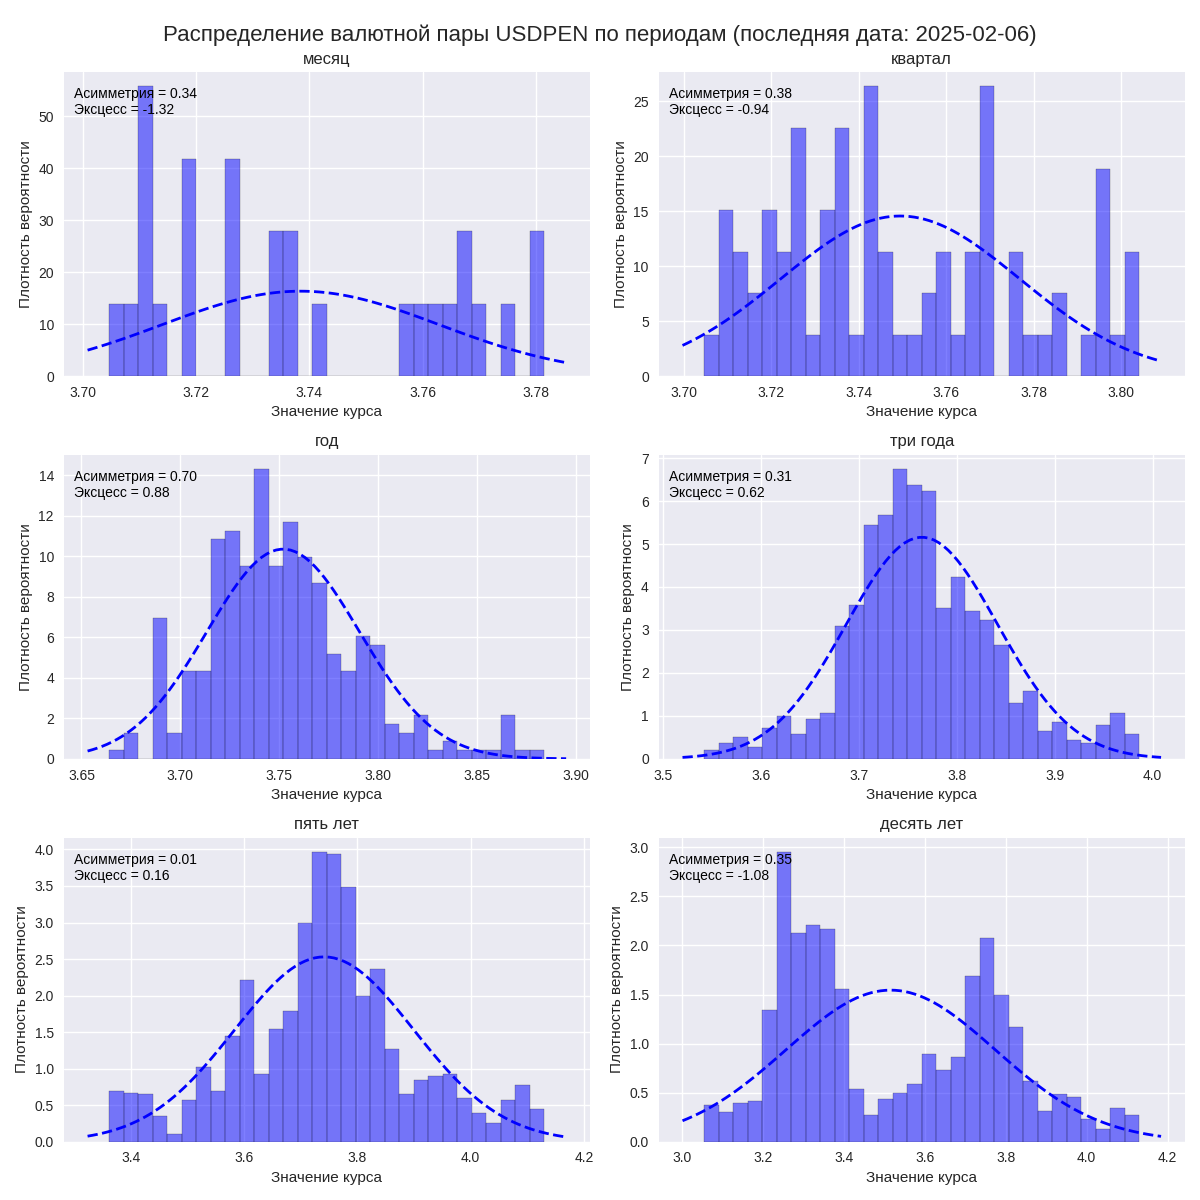 Распределение валютной пары USDPEN по периодам (последняя дата: 2025-02-06)
месяц
Асимметрия = 0.34
Эксцесс = -1.32
Плотность вероятности
50
40
30
20
10
0
3.70 3.72 3.74 3.76 3.78
Значение курса
квартал
Асимметрия = 0.38
Эксцесс = -0.94
Плотность вероятности
25
20
15
10
5
0
3.70 3.72 3.74 3.76 3.78 3.80
Значение курса
год
Асимметрия = 0.70
Эксцесс = 0.88
Плотность вероятности
14
12
10
8
6
4
2
0
3.65 3.70 3.75 3.80 3.85 3.90
Значение курса
три года
Асимметрия = 0.31
Эксцесс = 0.62
Плотность вероятности
7
6
5
4
3
2
1
0
3.5 3.6 3.7 3.8 3.9 4.0
Значение курса
пять лет
Асимметрия = 0.01
Эксцесс = 0.16
Плотность вероятности
4.0
3.5
3.0
2.5
2.0
1.5
1.0
0.5
0.0
3.4 3.6 3.8 4.0 4.2
Значение курса
десять лет
Асимметрия = 0.35
Эксцесс = -1.08
Плотность вероятности
3.0
2.5
2.0
1.5
1.0
0.5
0.0
3.0 3.2 3.4 3.6 3.8 4.0 4.2
Значение курса